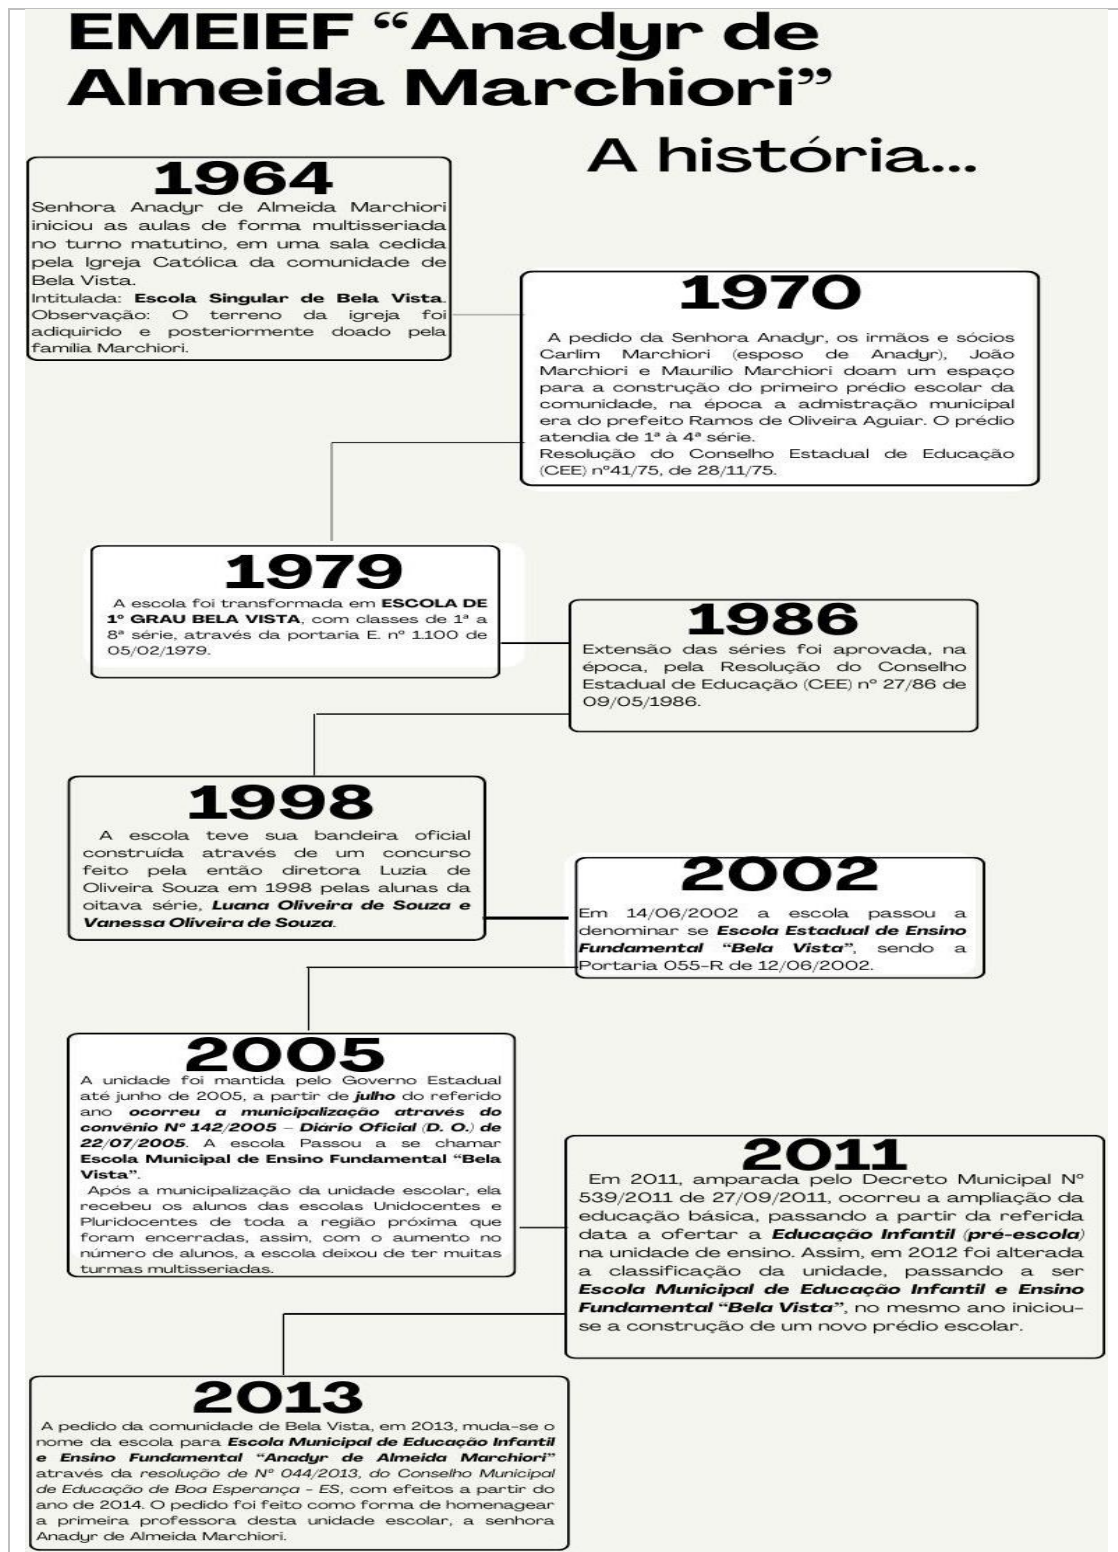 EMEIEF “Anadyr de
Almeida Marchiori”
A história...
1964
Senhora Anadyr de Almeida Marchiori
iniciou as aulas de forma multisseriada
no turno matutino, em uma sala cedida
pela Igreja Católica da comunidade de
Bela Vista.
Intitulada: Escola Singular de Bela Vista.
Observação: O terreno da igreja foi
adiquirido e posteriormente doado pela
família Marchiori.
1970
A pedido da Senhora Anadyr, os irmãos e sócios
Carlim Marchiori (esposo de Anadyr), João
Marchiori e Maurílio Marchiori doam um espaço
para a construção do primeiro prédio escolar da
comunidade, na época a admistração municipal
era do prefeito Ramos de Oliveira Aguiar. O prédio
atendia de 1ª à 4ª série.
Resolução do Conselho Estadual de Educação
(CEE) nº41/75, de 28/11/75.
1979
A escola foi transformada em ESCOLA DE
1º GRAU BELA VISTA, com classes de 1ª a
8ª série, através da portaria E. nº 1.100 de
05/02/1979.
1986
Extensão das séries foi aprovada, na
época, pela Resolução do Conselho
Estadual de Educação (CEE) nº 27/86 de
09/05/1986.
1998
A escola teve sua bandeira oficial
construída através de um concurso
feito pela então diretora Luzia de
Oliveira Souza em 1998 pelas alunas da
oitava série, Luana Oliveira de Souza e
Vanessa Oliveira de Souza.
2002
Em 14/06/2002 a escola passou a
denominar se Escola Estadual de Ensino
Fundamental “Bela Vista”, sendo a
Portaria 055-R de 12/06/2002.
2005
A unidade foi mantida pelo Governo Estadual
até junho de 2005, a partir de julho do referido
ano ocorreu a municipalização através do
convênio Nº 142/2005 – Diário Oficial (D. O.) de
22/07/2005. A escola Passou a se chamar
Escola Municipal de Ensino Fundamental “Bela
Vista”.
Após a municipalização da unidade escolar, ela
recebeu os alunos das escolas Unidocentes e
Pluridocentes de toda a região próxima que
foram encerradas, assim, com o aumento no
número de alunos, a escola deixou de ter muitas
turmas multisseriadas.
2011
Em 2011, amparada pelo Decreto Municipal Nº
539/2011 de 27/09/2011, ocorreu a ampliação da
educação básica, passando a partir da referida
data a ofertar a Educação Infantil (pré-escola)
na unidade de ensino. Assim, em 2012 foi alterada
a classificação da unidade, passando a ser
Escola Municipal de Educação Infantil e Ensino
Fundamental “Bela Vista”, no mesmo ano iniciou-
se a construção de um novo prédio escolar.
2013
A pedido da comunidade de Bela Vista, em 2013, muda-se o
nome da escola para Escola Municipal de Educação Infantil
e Ensino Fundamental “Anadyr de Almeida Marchiori”
através da resolução de Nº 044/2013, do Conselho Municipal
de Educação de Boa Esperança - ES, com efeitos a partir do
ano de 2014. O pedido foi feito como forma de homenagear
a primeira professora desta unidade escolar, a senhora
Anadyr de Almeida Marchiori.